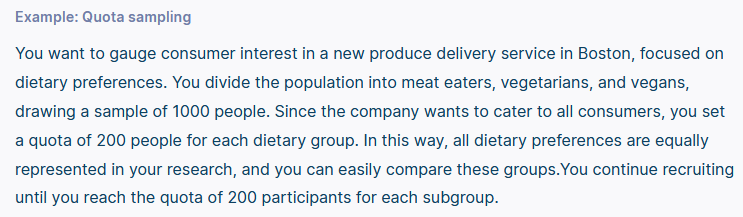 Example: Quota sampling
You want to gauge consumer interest in a new produce delivery service in Boston, focused on
dietary preferences. You divide the population into meat eaters, vegetarians, and vegans,
drawing a sample of 1000 people. Since the company wants to cater to all consumers, you set
a quota of 200 people for each dietary group. In this way, all dietary preferences are equally
represented in your research, and you can easily compare these groups.You continue recruiting
until you reach the quota of 200 participants for each subgroup.